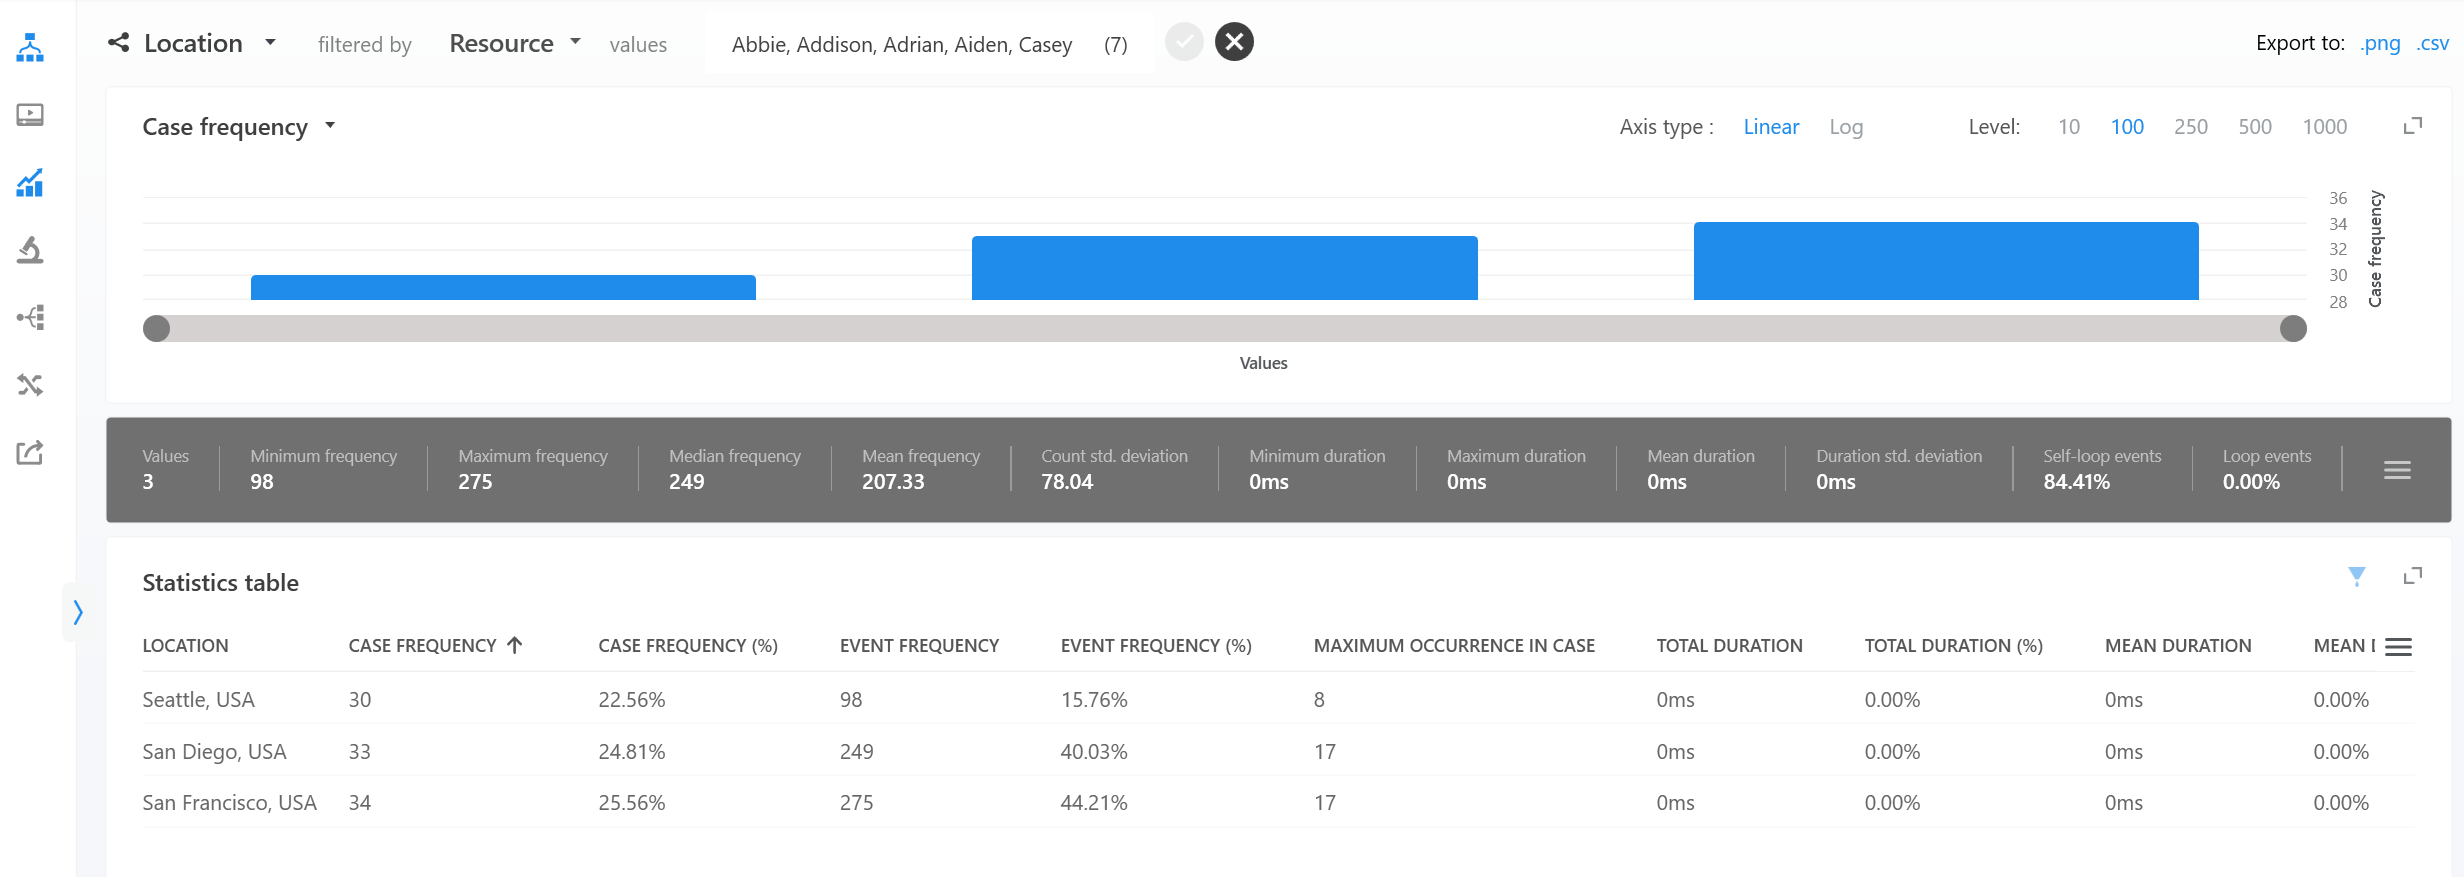 Location filtered by Resource values Abbie, Addison, Adrian, Aiden, Casey (7) Export to: .png .csv
Case frequency Axis type : Linear Log Level: 10 100 250 500 1000
36
34
32
30
28
Case frequency
Values
Values Minimum frequency Maximum frequency Median frequency Mean frequency Count std. deviation Minimum duration Maximum duration Mean duration Duration std. deviation Self-loop events Loop events
3 98 275 249 207.33 78.04 0ms 0ms 0ms 0ms 84.41% 0.00%
Statistics table
LOCATION CASE FREQUENCY CASE FREQUENCY (%) EVENT FREQUENCY EVENT FREQUENCY (%) MAXIMUM OCCURRENCE IN CASE TOTAL DURATION TOTAL DURATION (%) MEAN DURATION MEAN
Seattle, USA 30 22.56% 98 15.76% 8 0ms 0.00% 0ms 0.00%
San Diego, USA 33 24.81% 249 40.03% 17 0ms 0.00% 0ms 0.00%
San Francisco, USA 34 25.56% 275 44.21% 17 0ms 0.00% 0ms 0.00%